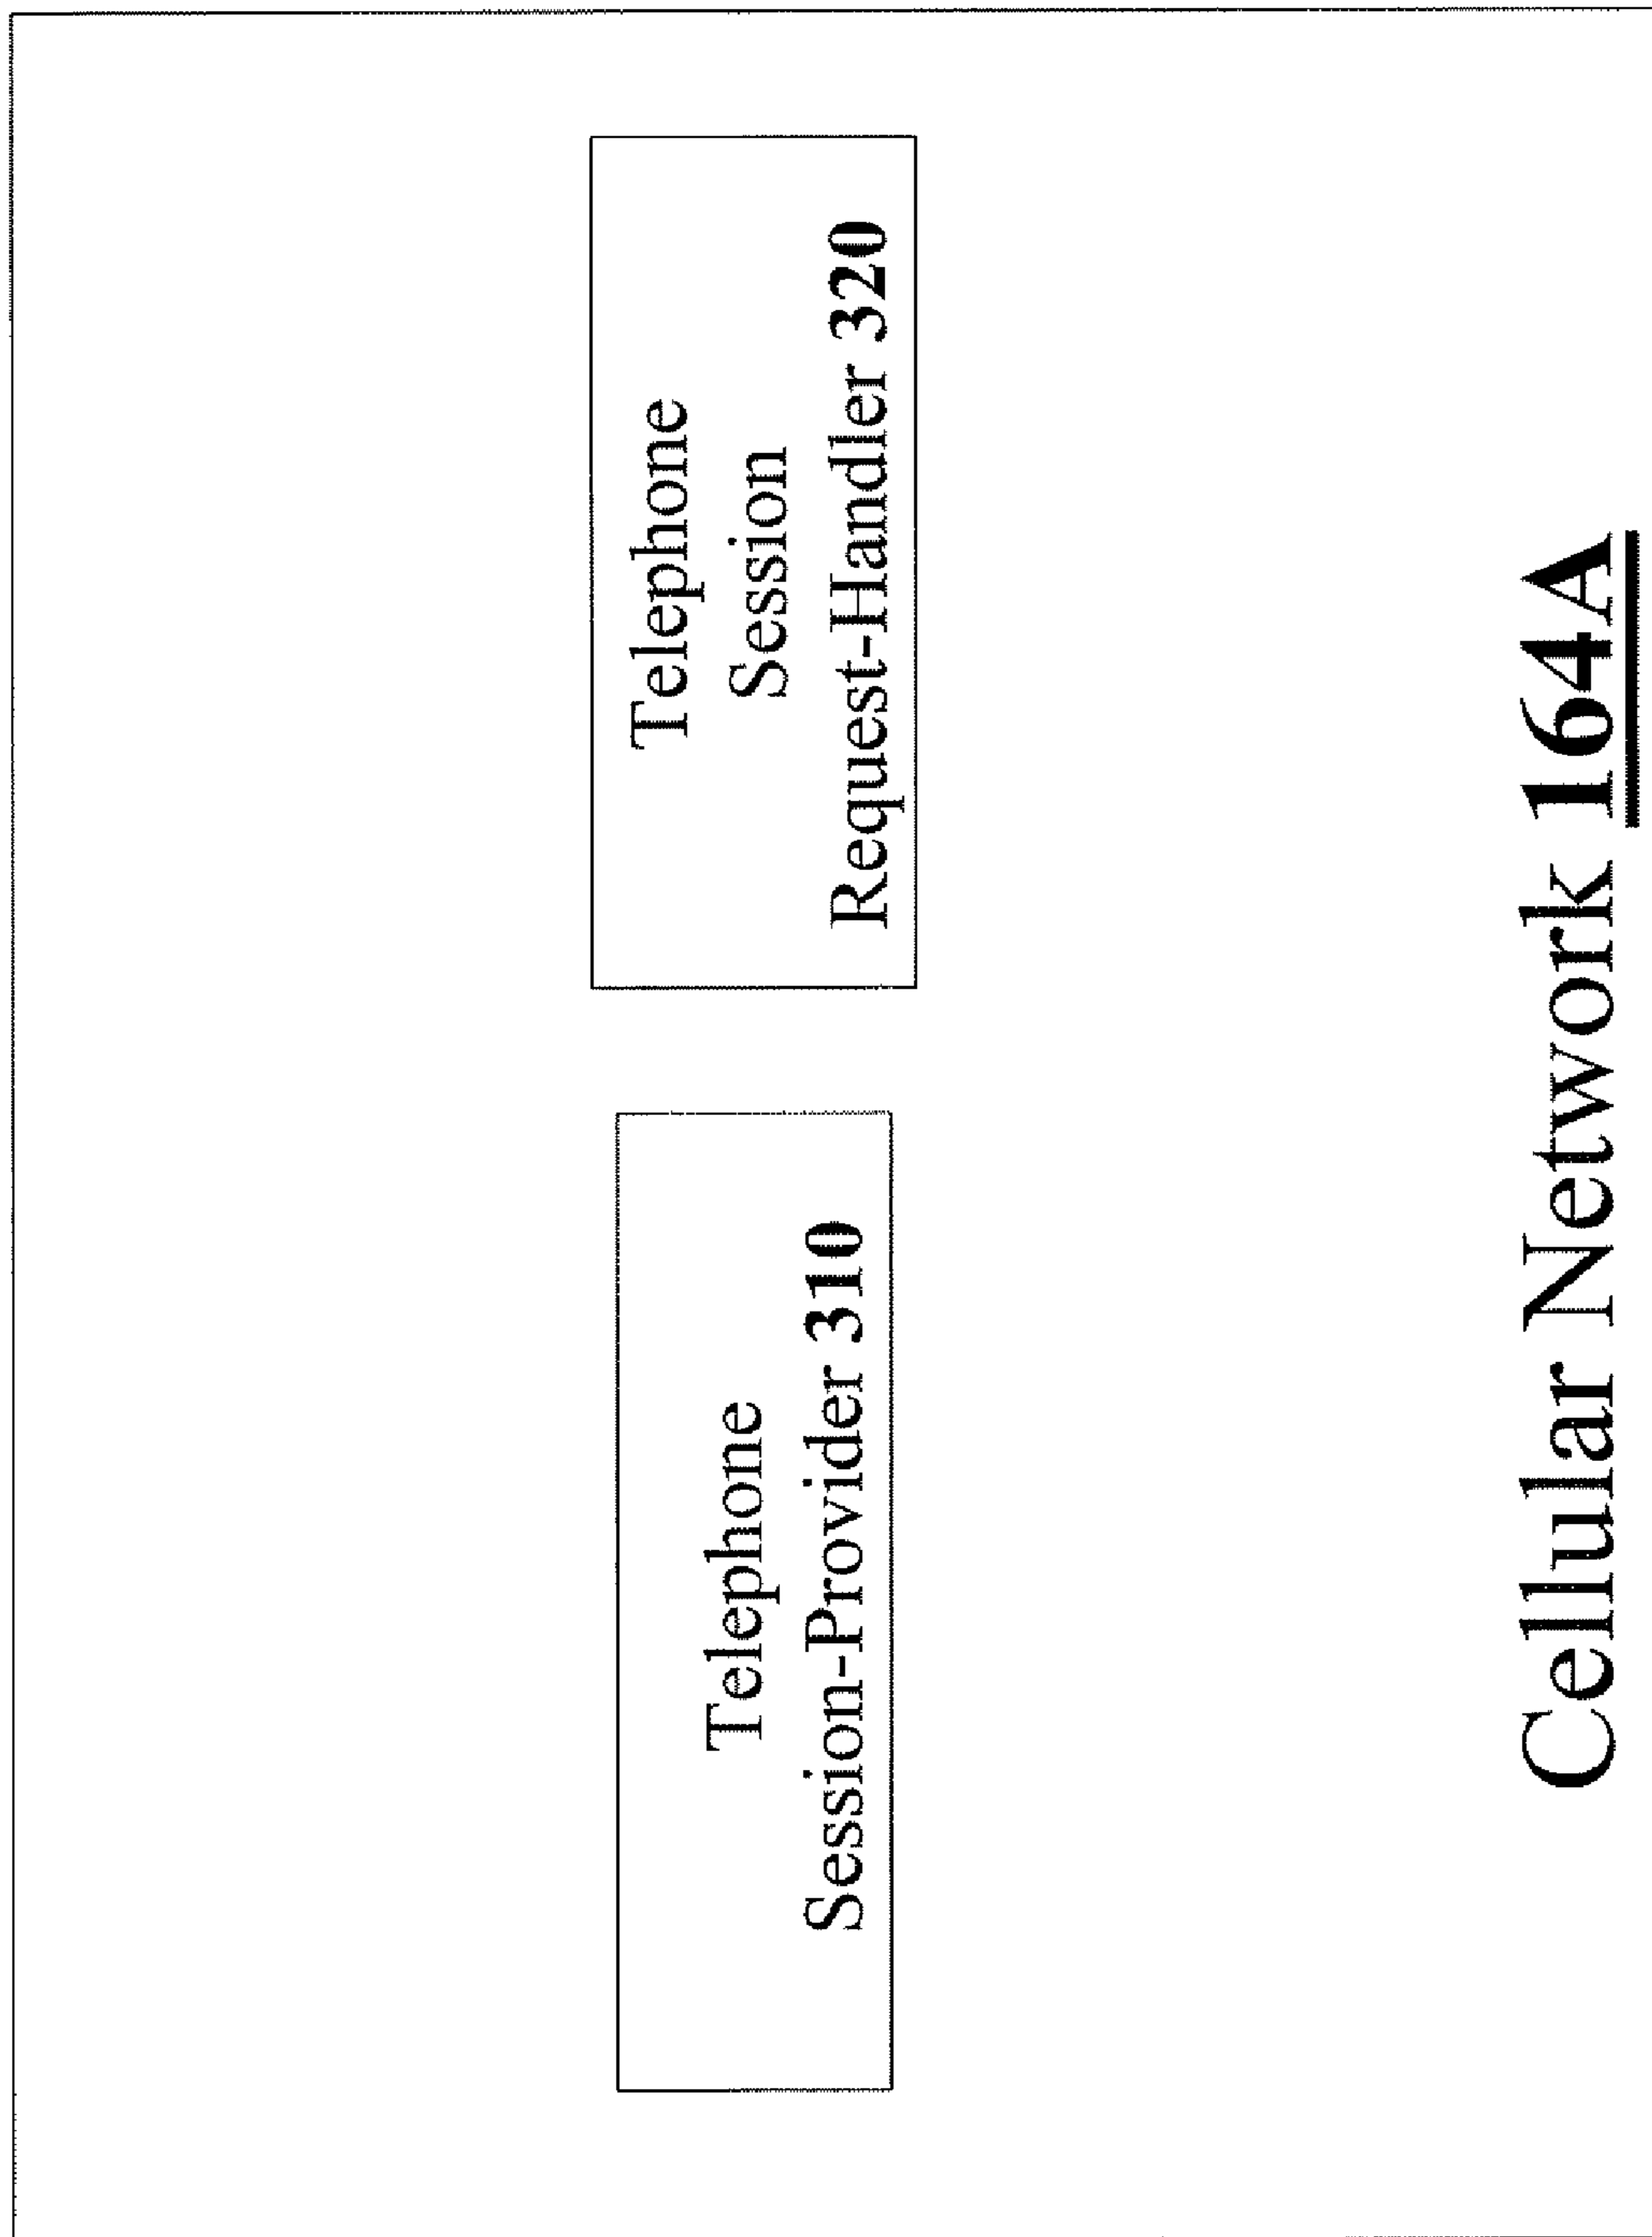 Telephone
Session-Provider 310
Telephone
Session
Request-Handler 320
Cellular Network 164A